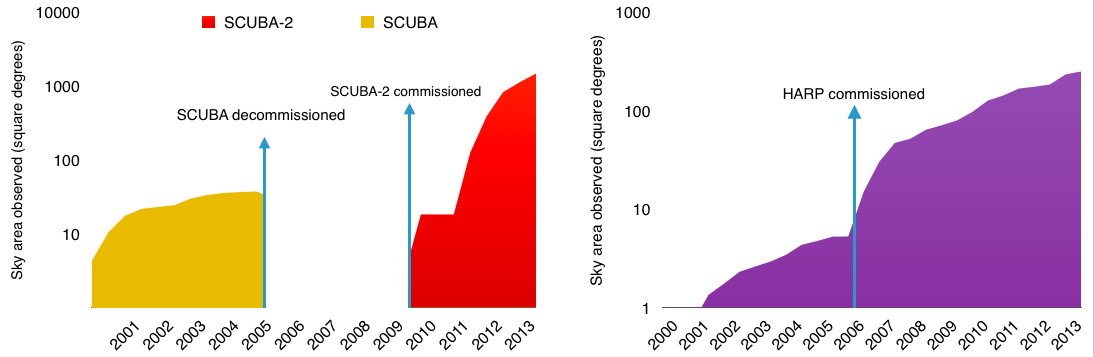 10000
1000
100
10
Sky area observed (square degrees)
SCUBA-2
SCUBA
SCUBA decommissioned
SCUBA-2 commissioned
2001 2002 2003 2004 2005 2006 2007 2008 2009 2010 2011 2012 2013
1000
100
10
1
Sky area observed (square degrees)
HARP commissioned
2000 2001 2002 2003 2004 2005 2006 2007 2008 2009 2010 2011 2012 2013